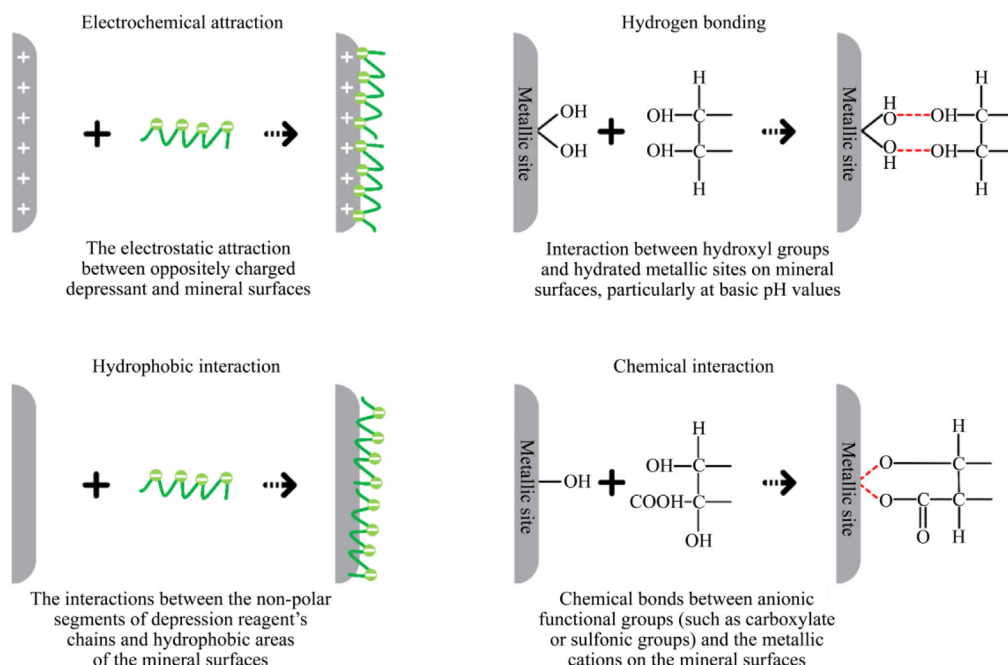 Electrochemical attraction
+
+
+
+
+
+
+
+
+
+
+
+
The electrostatic attraction
between oppositely charged
depressant and mineral surfaces
Hydrogen bonding
Metallic site
OH
OH
H
OH C
OH C
H
Metallic site
H
O
O
H
H
OH C
OH C
H
Interaction between hydroxyl groups
and hydrated metallic sites on mineral
surfaces, particularly at basic pH values
Hydrophobic interaction
The interactions between the non-polar
segments of depression reagent's
chains and hydrophobic areas
of the mineral surfaces
Chemical interaction
Metallic site
OH
H
OH C
COOH C
OH
Metallic site
H
O C
O C C
O H
Chemical bonds between anionic
functional groups (such as carboxylate
or sulfonic groups) and the metallic
cations on the mineral surfaces